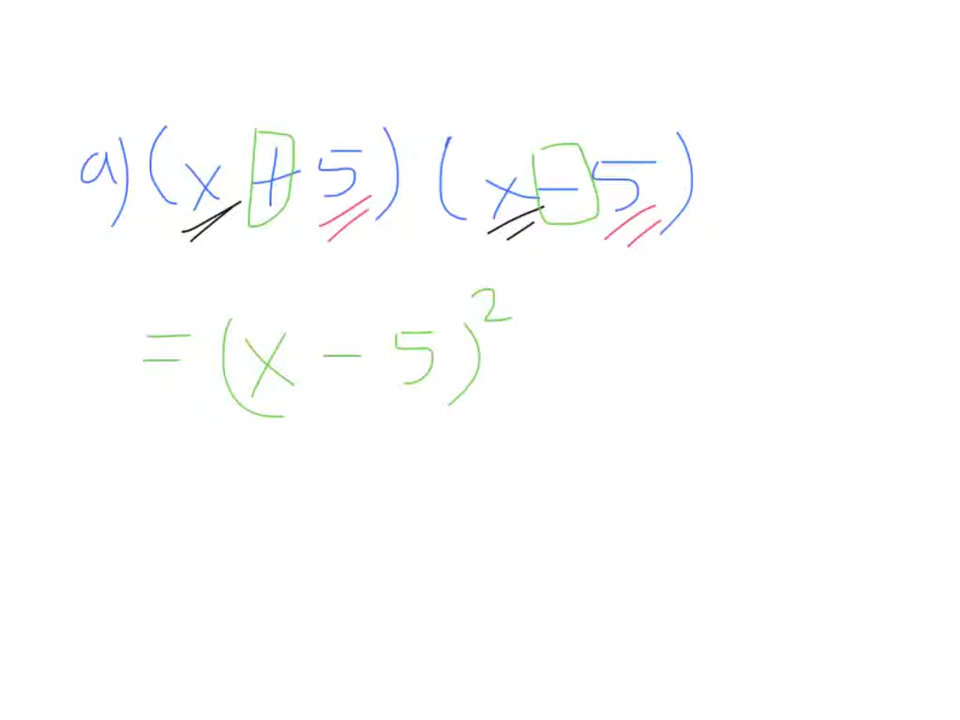 a) (x + 5) (x - 5)
= (x - 5)²